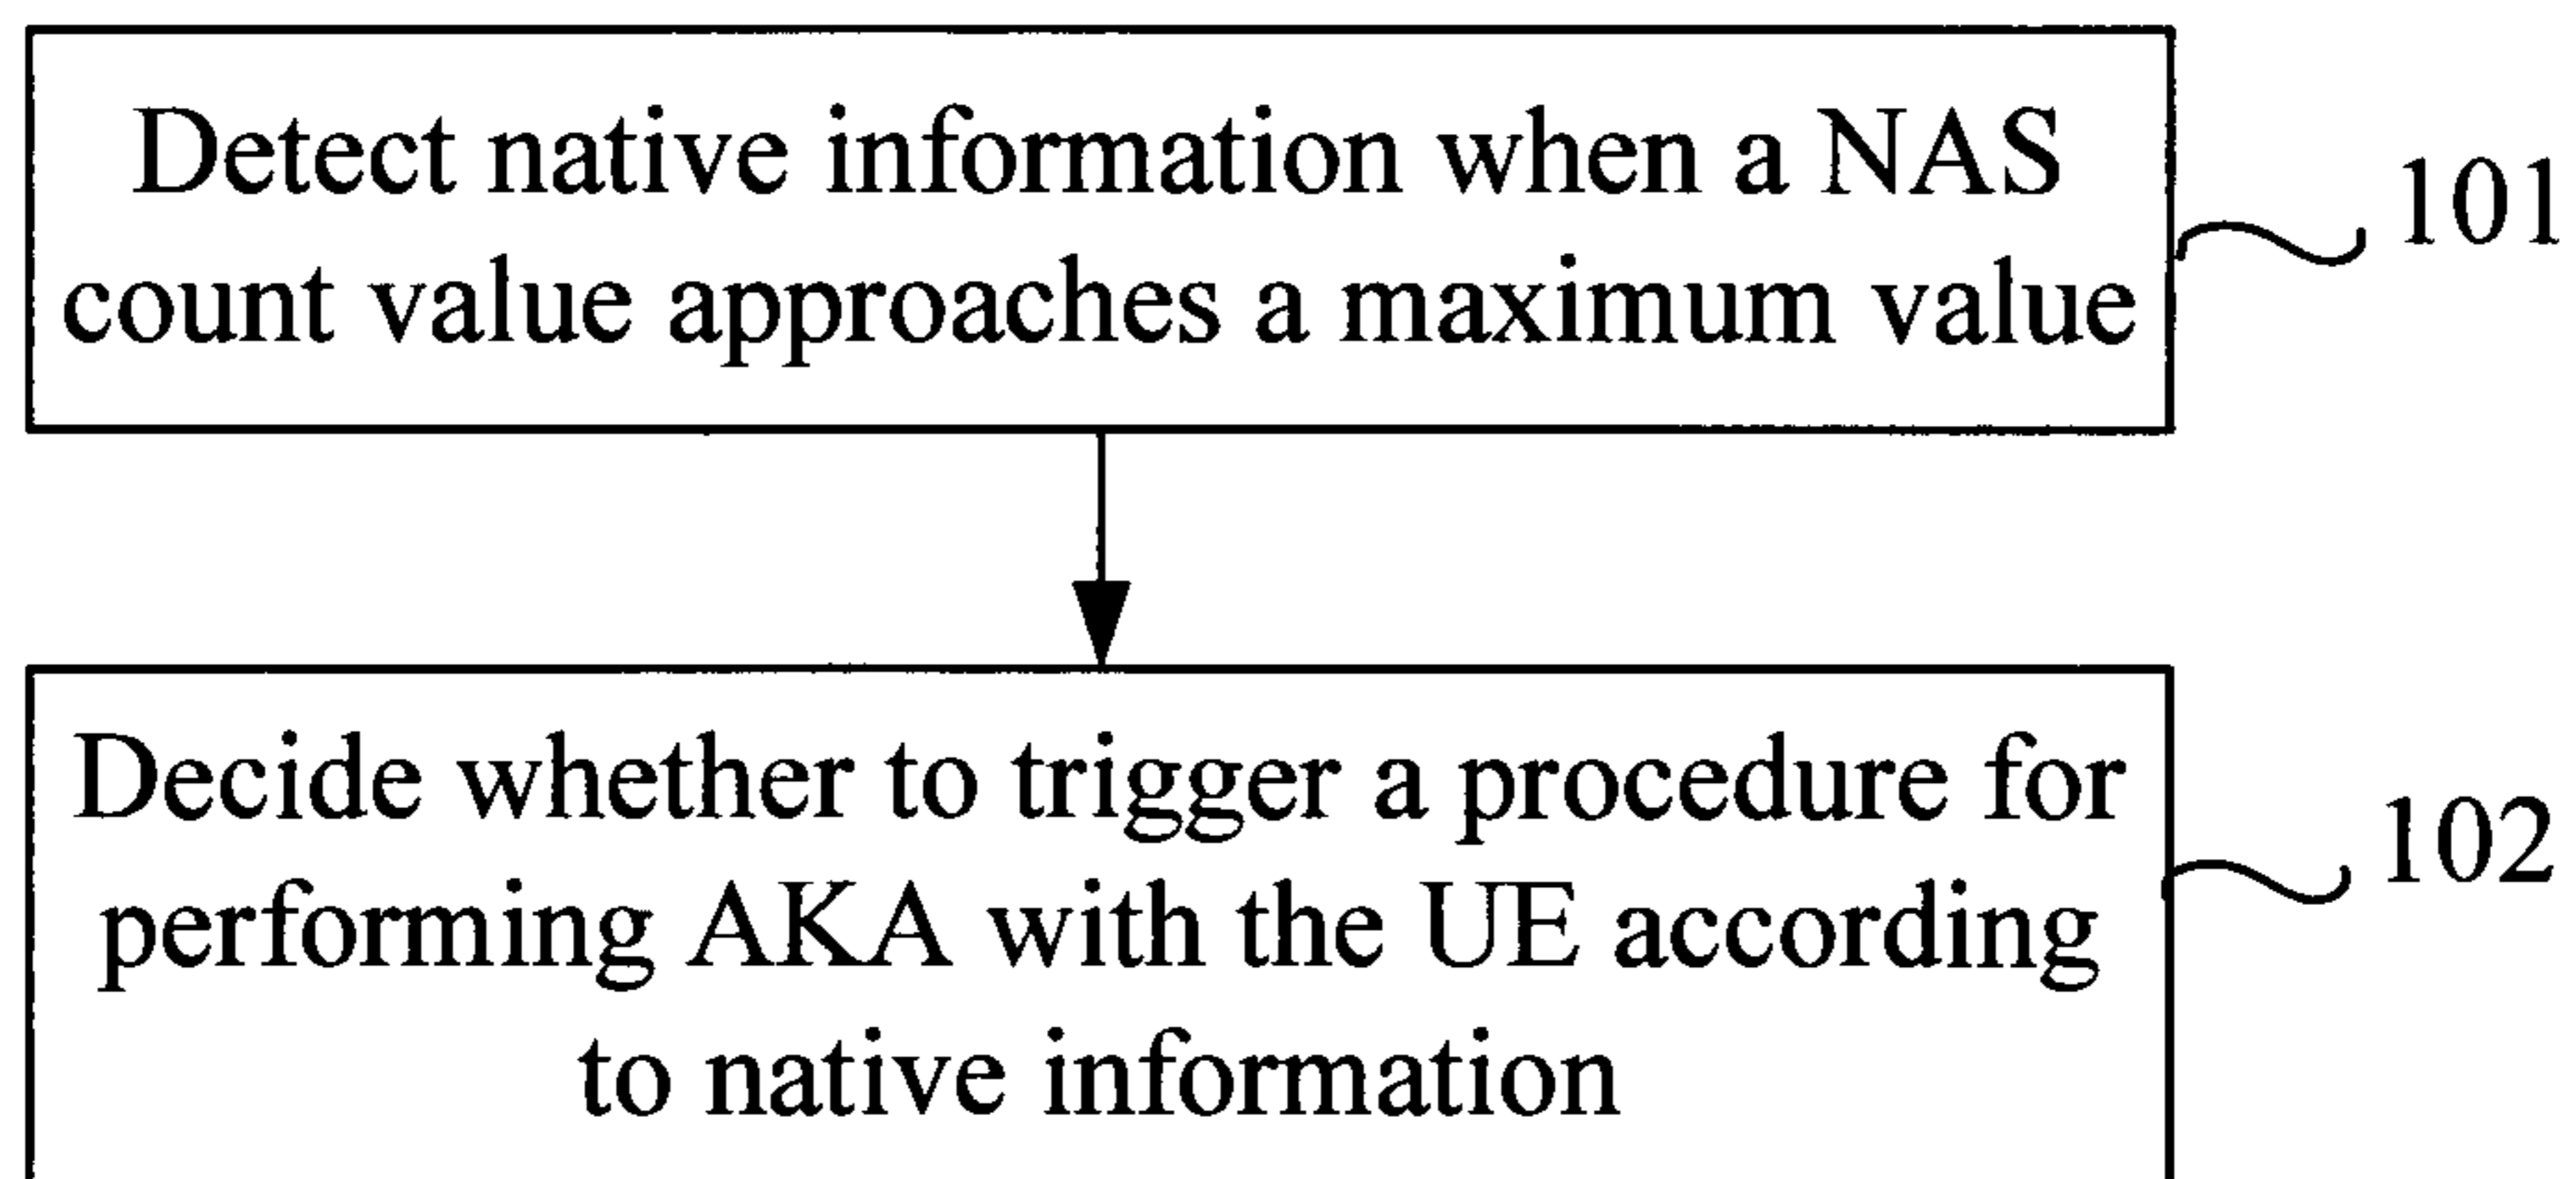 Detect native information when a NAS
count value approaches a maximum value
101
Decide whether to trigger a procedure for
performing AKA with the UE according
to native information
102